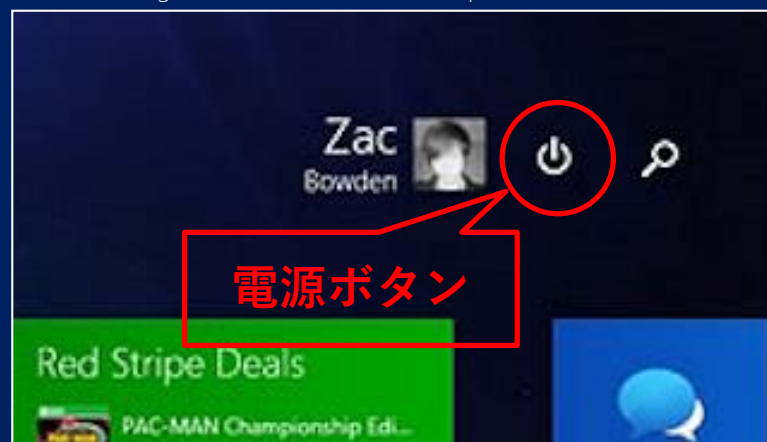 Zac
Bowden
電源ボタン
Red Stripe Deals
PAC-MAN Championship Edi...